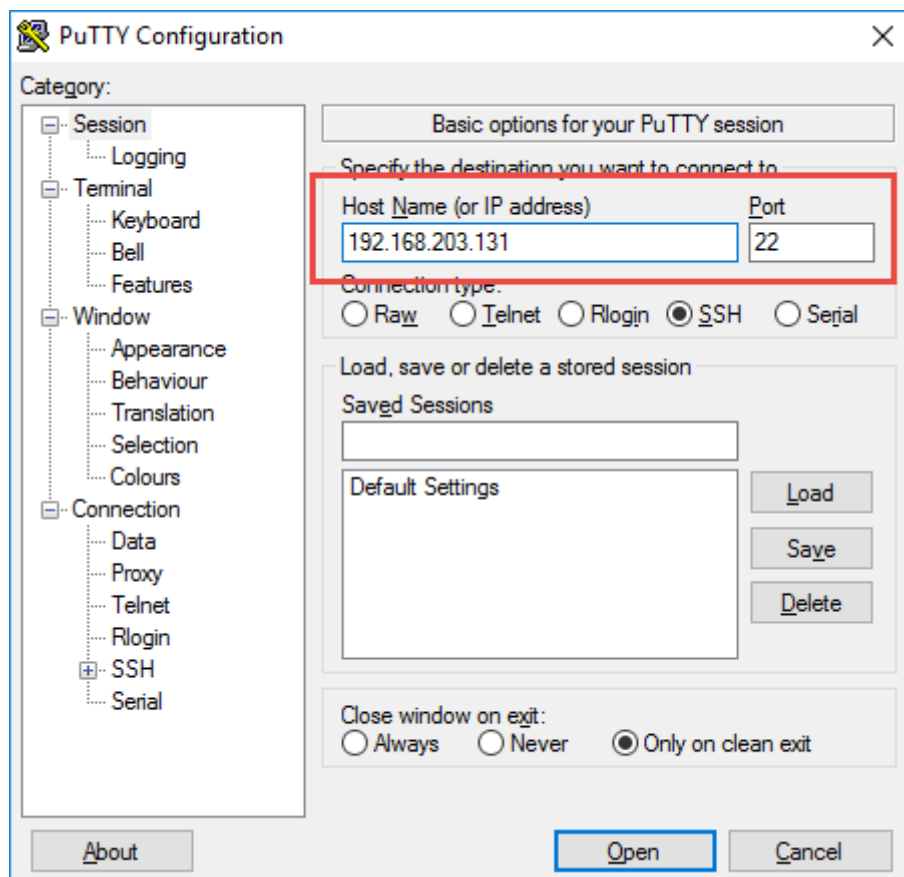 PuTTY Configuration
Category:
Session
Logging
Terminal
Keyboard
Bell
Features
Window
Appearance
Behaviour
Translation
Selection
Colours
Connection
Data
Proxy
Telnet
Rlogin
SSH
Serial
Basic options for your PuTTY session
Specify the destination you want to connect to
Host Name (or IP address) Port
192.168.203.131 22
Connection type:
Raw Telnet Rlogin SSH Serial
Load, save or delete a stored session
Saved Sessions
Default Settings
Load
Save
Delete
Close window on exit:
Always Never Only on clean exit
About Open Cancel